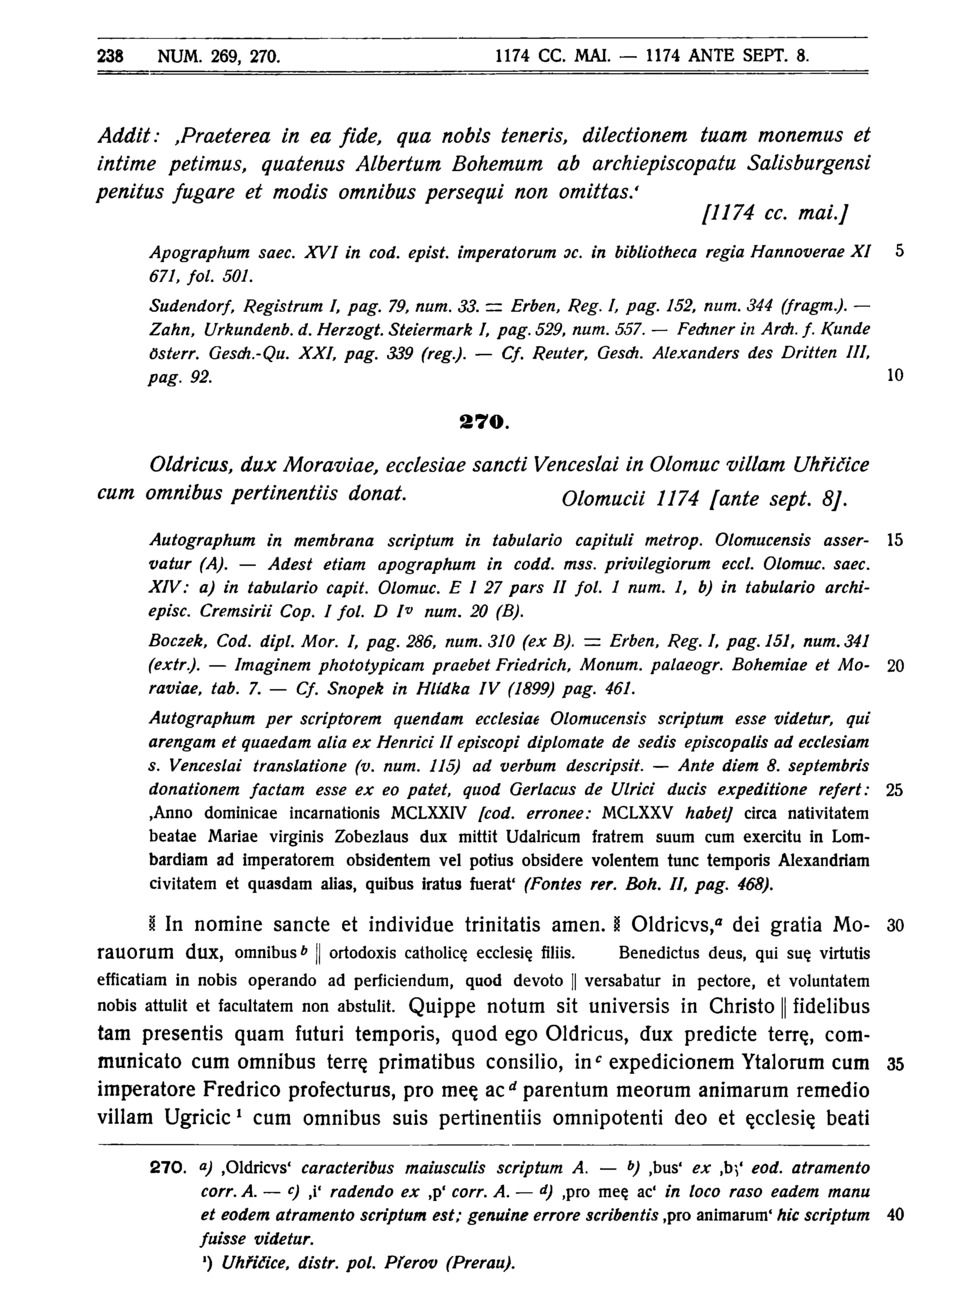 238 NUM. 269, 270. 1174 CC. MAI. — 1174 ANTE SEPT. 8.
Addit: ‚Praeterea in ea fide, qua nobis teneris, dilectionem tuam monemus et
intime petimus, quatenus Albertum Bohemum ab archiepiscopatu Salisburgensi
penitus fugare et modis omnibus persequi non omittas.‘
[1174 cc. mai.]
Apographum saec. XVI in cod. epist. imperatorum ɔc. in bibliotheca regia Hannoverae XI 5
671, fol. 501.
Sudendorf, Registrum I, pag. 79, num. 33. = Erben, Reg. I, pag. 152, num. 344 (fragm.). —
Zahn, Urkundenb. d. Herzogt. Steiermark I, pag. 529, num. 557. — Fechner in Arch. f. Kunde
österr. Gesch.-Qu. XXI, pag. 339 (reg.). — Cf. Reuter, Gesch. Alexanders des Dritten III,
pag. 92. 10
270.
Oldricus, dux Moraviae, ecclesiae sancti Venceslai in Olomuc villam Uhřičice
cum omnibus pertinentiis donat. Olomucii 1174 [ante sept. 8].
Autographum in membrana scriptum in tabulario capituli metrop. Olomucensis asser- 15
vatur (A). — Adest etiam apographum in codd. mss. privilegiorum eccl. Olomuc. saec.
XIV: a) in tabulario capit. Olomuc. E I 27 pars II fol. 1 num. 1, b) in tabulario archi-
episc. Cremsirii Cop. I fol. D Iv num. 20 (B).
Boczek, Cod. dipl. Mor. I, pag. 286, num. 310 (ex B). = Erben, Reg. I, pag. 151, num. 341
(extr.). — Imaginem phototypicam praebet Friedrich, Monum. palaeogr. Bohemiae et Mo- 20
raviae, tab. 7. — Cf. Snopek in Hlídka IV (1899) pag. 461.
Autographum per scriptorem quendam ecclesiae Olomucensis scriptum esse videtur, qui
arengam et quaedam alia ex Henrici II episcopi diplomate de sedis episcopalis ad ecclesiam
s. Venceslai translatione (v. num. 115) ad verbum descripsit. — Ante diem 8. septembris
donationem factam esse ex eo patet, quod Gerlacus de Ulrici ducis expeditione refert: 25
‚Anno dominicae incarnationis MCLXXIV [cod. erronee: MCLXXV habet] circa nativitatem
beatae Mariae virginis Zobezlaus dux mittit Udalricum fratrem suum cum exercitu in Lom-
bardiam ad imperatorem obsidentem vel potius obsidere volentem tunc temporis Alexandriam
civitatem et quasdam alias, quibus iratus fuerat‘ (Fontes rer. Boh. II, pag. 468).
⁑ In nomine sancte et individue trinitatis amen. ⁑ Oldricvs,a dei gratia Mo- 30
rauorum dux, omnibus b || ortodoxis catholicę ecclesię filiis. Benedictus deus, qui suę virtutis
efficatiam in nobis operando ad perficiendum, quod devoto || versabatur in pectore, et voluntatem
nobis attulit et facultatem non abstulit. Quippe notum sit universis in Christo || fidelibus
tam presentis quam futuri temporis, quod ego Oldricus, dux predicte terrę, com-
municato cum omnibus terrę primatibus consilio, in c expedicionem Ytalorum cum 35
imperatore Fredrico profecturus, pro meę ac d parentum meorum animarum remedio
villam Ugricic 1 cum omnibus suis pertinentiis omnipotenti deo et ęcclesię beati
270. a) ‚Oldricvs‘ caracteribus maiusculis scriptum A. — b) ‚bus‘ ex ‚b;‘ eod. atramento
corr. A. — c) ‚i‘ radendo ex ‚p‘ corr. A. — d) ‚pro meę ac‘ in loco raso eadem manu
et eodem atramento scriptum est; genuine errore scribentis ‚pro animarum‘ hic scriptum 40
fuisse videtur.
1) Uhřičice, distr. pol. Přerov (Prerau).